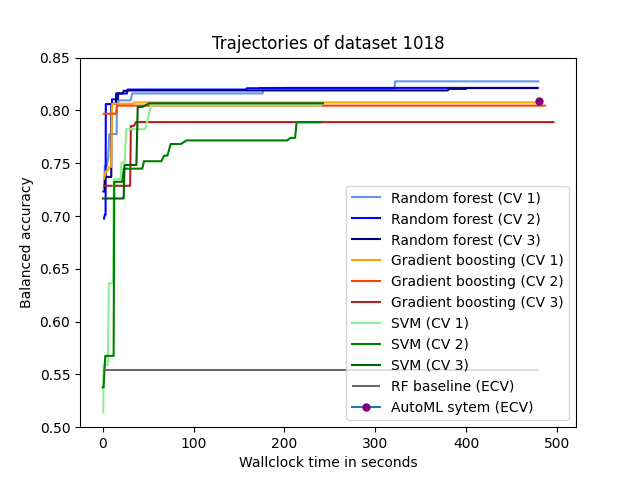 Trajectories of dataset 1018
Balanced accuracy
0.85
0.80
0.75
0.70
0.65
0.60
0.55
0.50
Random forest (CV 1)
Random forest (CV 2)
Random forest (CV 3)
Gradient boosting (CV 1)
Gradient boosting (CV 2)
Gradient boosting (CV 3)
SVM (CV 1)
SVM (CV 2)
SVM (CV 3)
RF baseline (ECV)
AutoML sytem (ECV)
0 100 200 300 400 500
Wallclock time in seconds